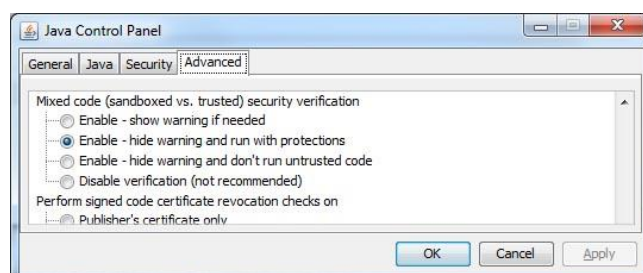 Java Control Panel
General Java Security Advanced
Mixed code (sandboxed vs. trusted) security verification
Enable - show warning if needed
Enable - hide warning and run with protections
Enable - hide warning and don't run untrusted code
Disable verification (not recommended)
Perform signed code certificate revocation checks on
Publisher's certificate only
OK Cancel Apply